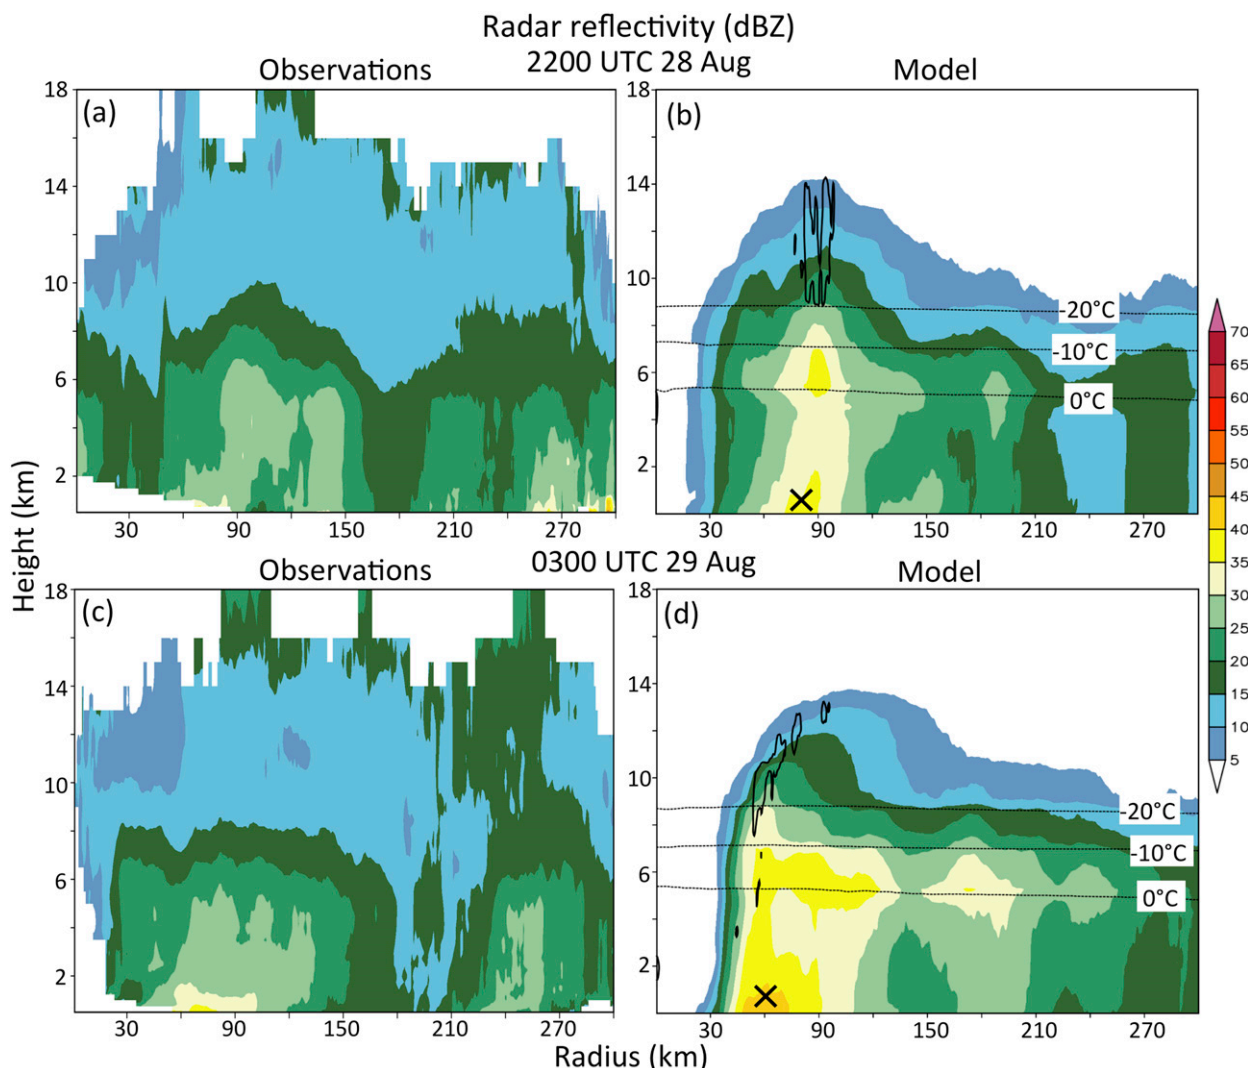 Radar reflectivity (dBZ)
2200 UTC 28 Aug
Observations
Model
(a)
(b)
18
14
10
6
2
18
14
10
6
2
-20°C
-10°C
0°C
30
90
150
210
270
30
90
150
210
270
70
65
60
55
50
45
40
35
30
25
20
15
10
5
Height (km)
0300 UTC 29 Aug
Observations
Model
(c)
(d)
18
14
10
6
2
18
14
10
6
2
-20°C
-10°C
0°C
30
90
150
210
270
30
90
150
210
270
Radius (km)